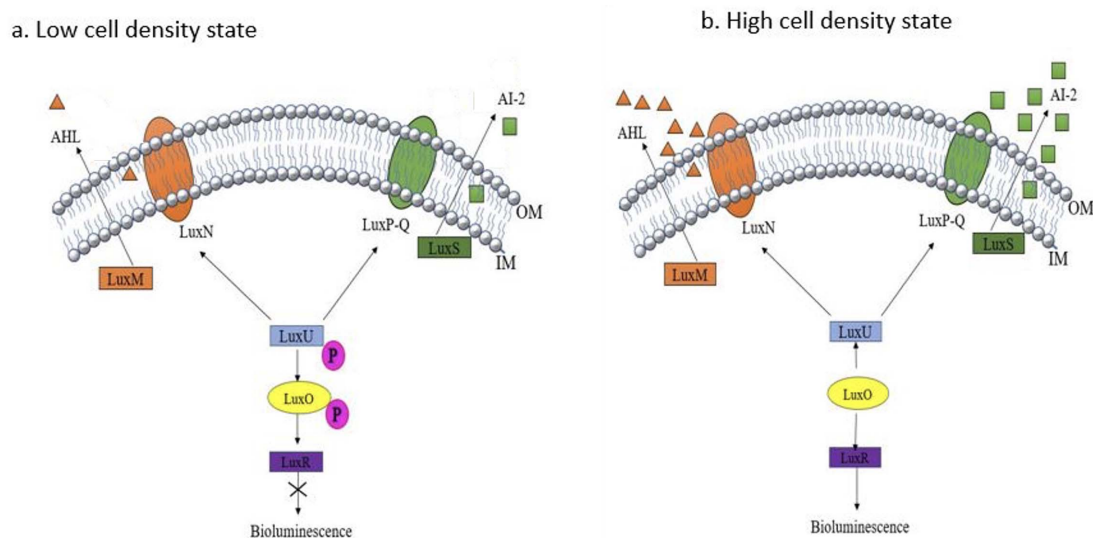 a. Low cell density state
AHL
AI-2
LuxN
LuxP-Q
OM
LuxM
LuxS
IM
LuxU
P
LuxO
P
LuxR
Bioluminescence
b. High cell density state
AHL
AI-2
LuxN
LuxP-Q
OM
LuxM
LuxS
IM
LuxU
LuxO
LuxR
Bioluminescence